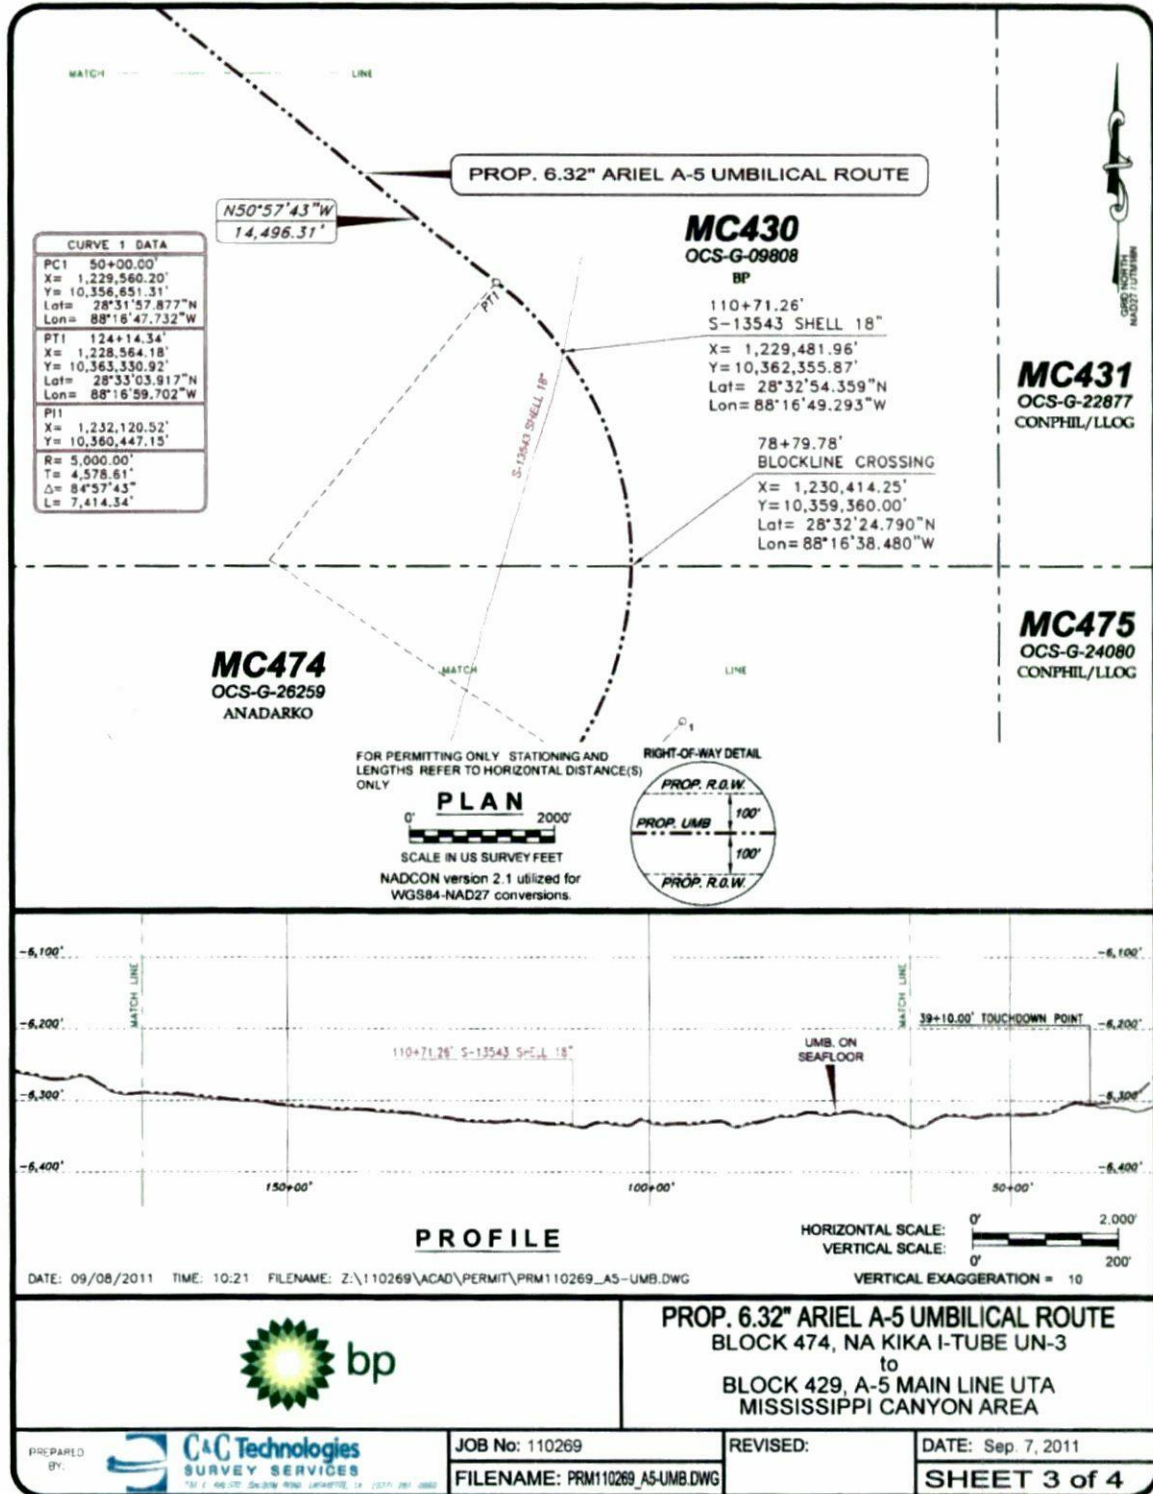 MATCH LINE
PROP. 6.32" ARIEL A-5 UMBILICAL ROUTE
N50°57'43"W
14,496.31'
CURVE 1 DATA
PC1 50+00.00'
X= 1,229,560.20'
Y= 10,356,651.31'
Lat= 28°31'57.877"N
Lon= 88°16'47.732"W
PT1 124+14.34'
X= 1,228,564.18'
Y= 10,363,330.92'
Lat= 28°33'03.917"N
Lon= 88°16'59.702"W
PI1
X= 1,232,120.52'
Y= 10,360,447.15'
R= 5,000.00'
T= 4,578.61'
Δ= 84°57'43"
L= 7,414.34'
PT1
S-13543 SHELL 18"
MC430
OCS-G-09808
BP
110+71.26'
S-13543 SHELL 18"
X= 1,229,481.96'
Y= 10,362,355.87'
Lat= 28°32'54.359"N
Lon= 88°16'49.293"W
78+79.78'
BLOCKLINE CROSSING
X= 1,230,414.25'
Y= 10,359,360.00'
Lat= 28°32'24.790"N
Lon= 88°16'38.480"W
GRID NORTH
NAD27 / UTM16N
MC431
OCS-G-22877
CONPHIL/LLOG
MC475
OCS-G-24080
CONPHIL/LLOG
MC474
OCS-G-26259
ANADARKO
MATCH LINE
1
FOR PERMITTING ONLY STATIONING AND
LENGTHS REFER TO HORIZONTAL DISTANCE(S)
ONLY
PLAN
0' 2000'
SCALE IN US SURVEY FEET
NADCON version 2.1 utilized for
WGS84-NAD27 conversions.
RIGHT-OF-WAY DETAIL
PROP. R.O.W.
100'
PROP. UMB
100'
PROP. R.O.W.
-6,100' -6,100'
MATCH LINE MATCH LINE
-6,200' 39+10.00' TOUCHDOWN POINT -6,200'
110+71.26' S-13543 SHELL 18"
UMB. ON
SEAFLOOR
-6,300' -6,300'
-6,400' -6,400'
150+00' 100+00' 50+00'
PROFILE
HORIZONTAL SCALE: 0' 2,000'
VERTICAL SCALE: 0' 200'
VERTICAL EXAGGERATION = 10
DATE: 09/08/2011 TIME: 10:21 FILENAME: Z:\110269\ACAD\PERMIT\PRM110269_A5-UMB.DWG
bp
PROP. 6.32" ARIEL A-5 UMBILICAL ROUTE
BLOCK 474, NA KIKA I-TUBE UN-3
to
BLOCK 429, A-5 MAIN LINE UTA
MISSISSIPPI CANYON AREA
PREPARED
BY:
C&C Technologies
SURVEY SERVICES
JOB No: 110269
FILENAME: PRM110269_A5-UMB.DWG
REVISED:
DATE: Sep. 7, 2011
SHEET 3 of 4